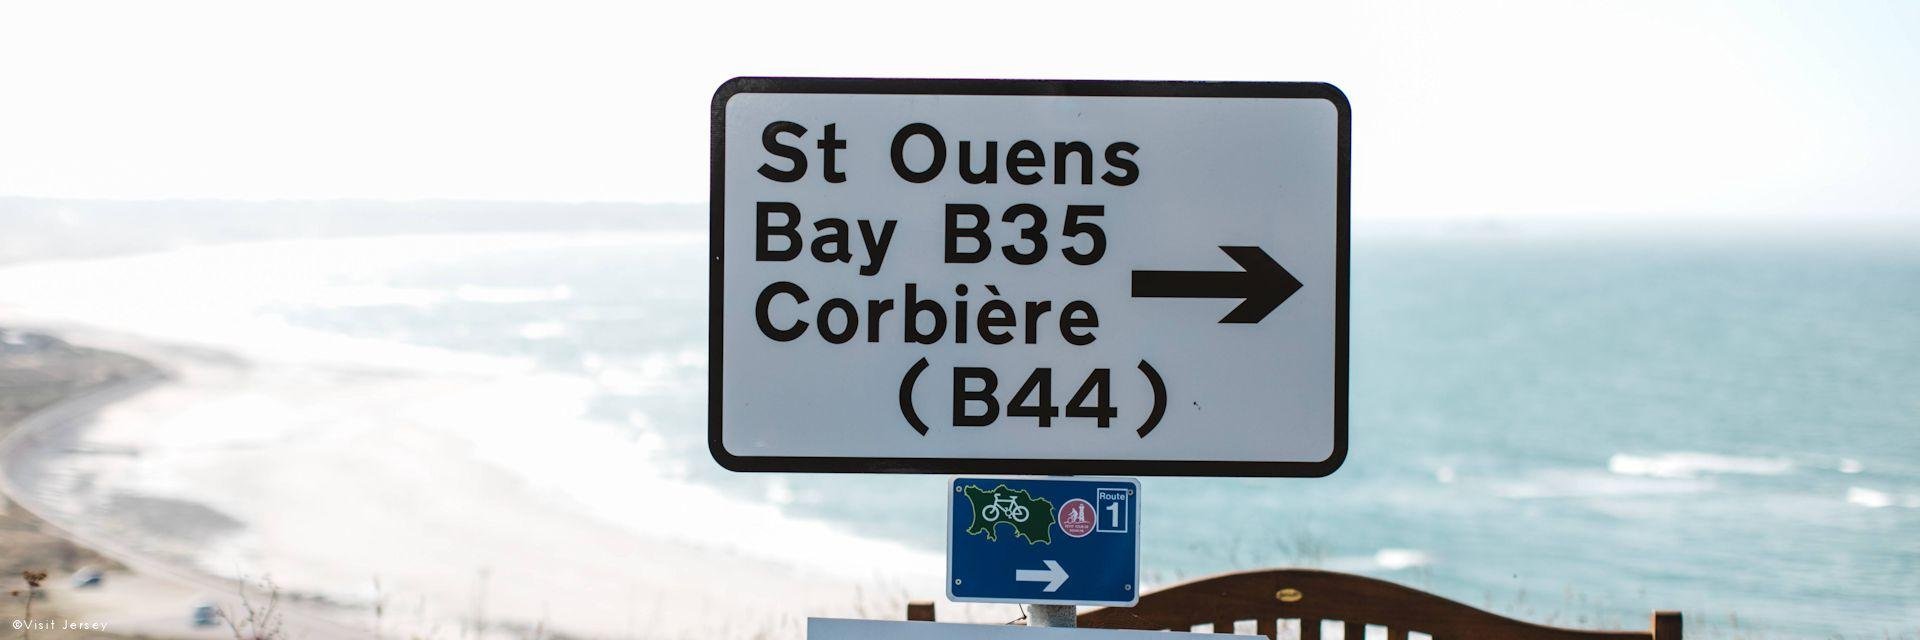 St Ouens
Bay B35
Corbière
(B44)
Route
1
©Visit Jersey